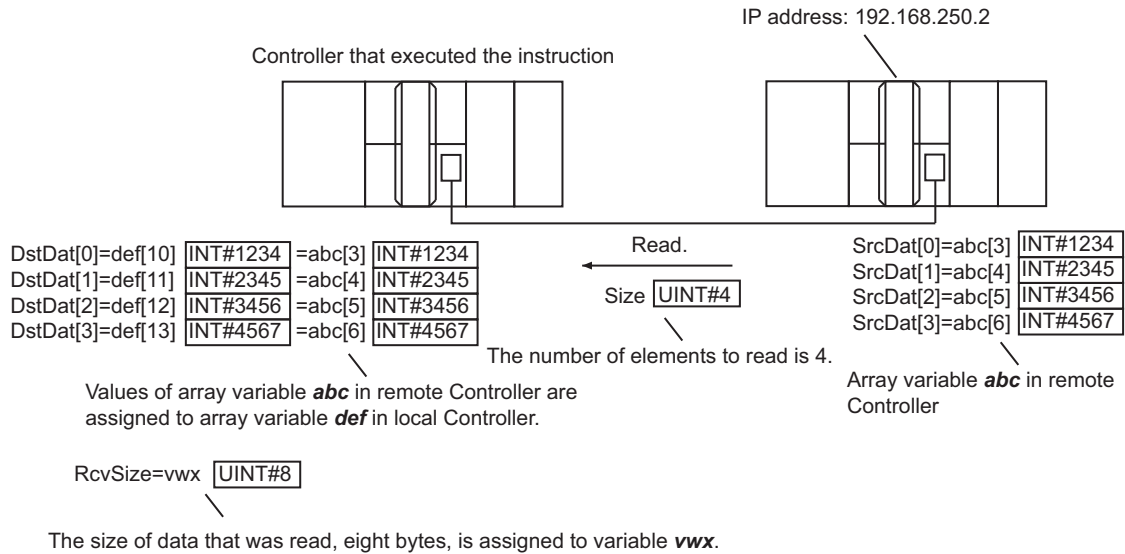 IP address: 192.168.250.2
Controller that executed the instruction
DstDat[0]=def[10] INT#1234 =abc[3] INT#1234
DstDat[1]=def[11] INT#2345 =abc[4] INT#2345
DstDat[2]=def[12] INT#3456 =abc[5] INT#3456
DstDat[3]=def[13] INT#4567 =abc[6] INT#4567
Read.
Size UINT#4
The number of elements to read is 4.
SrcDat[0]=abc[3] INT#1234
SrcDat[1]=abc[4] INT#2345
SrcDat[2]=abc[5] INT#3456
SrcDat[3]=abc[6] INT#4567
Values of array variable abc in remote Controller are
assigned to array variable def in local Controller.
Array variable abc in remote
Controller
RcvSize=vwx UINT#8
The size of data that was read, eight bytes, is assigned to variable vwx.